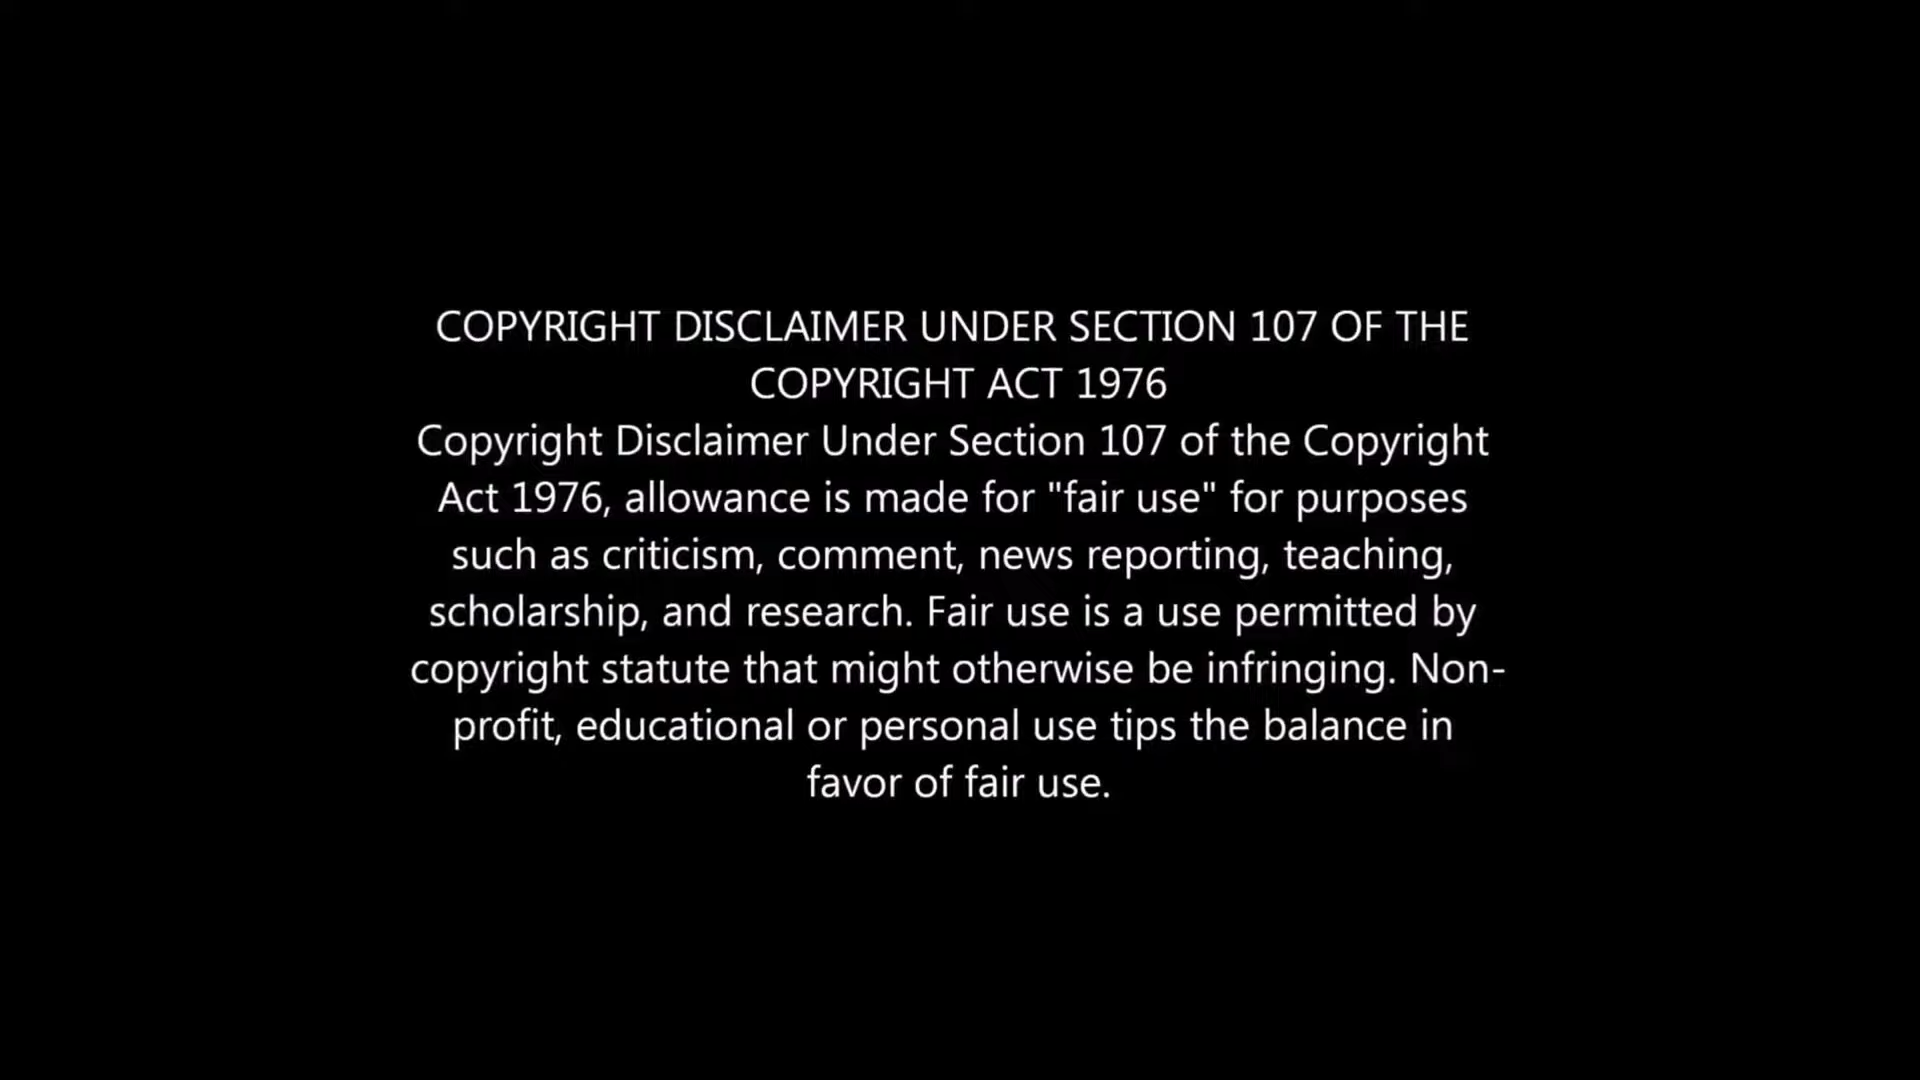 COPYRIGHT DISCLAIMER UNDER SECTION 107 OF THE
COPYRIGHT ACT 1976
Copyright Disclaimer Under Section 107 of the Copyright
Act 1976, allowance is made for "fair use" for purposes
such as criticism, comment, news reporting, teaching,
scholarship, and research. Fair use is a use permitted by
copyright statute that might otherwise be infringing. Non-
profit, educational or personal use tips the balance in
favor of fair use.